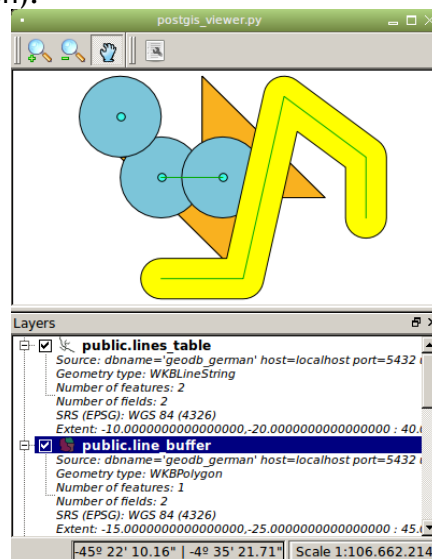 postgis_viewer.py
Layers
public.lines_table
Source: dbname='geodb_german' host=localhost port=5432
Geometry type: WKBLineString
Number of features: 2
Number of fields: 2
SRS (EPSG): WGS 84 (4326)
Extent: -10.0000000000000000,-20.0000000000000000 : 40.
public.line_buffer
Source: dbname='geodb_german' host=localhost port=5432
Geometry type: WKBPolygon
Number of features: 1
Number of fields: 2
SRS (EPSG): WGS 84 (4326)
Extent: -15.0000000000000000,-25.0000000000000000 : 45.
-45º 22' 10.16" | -4º 35' 21.71" Scale 1:106.662.214